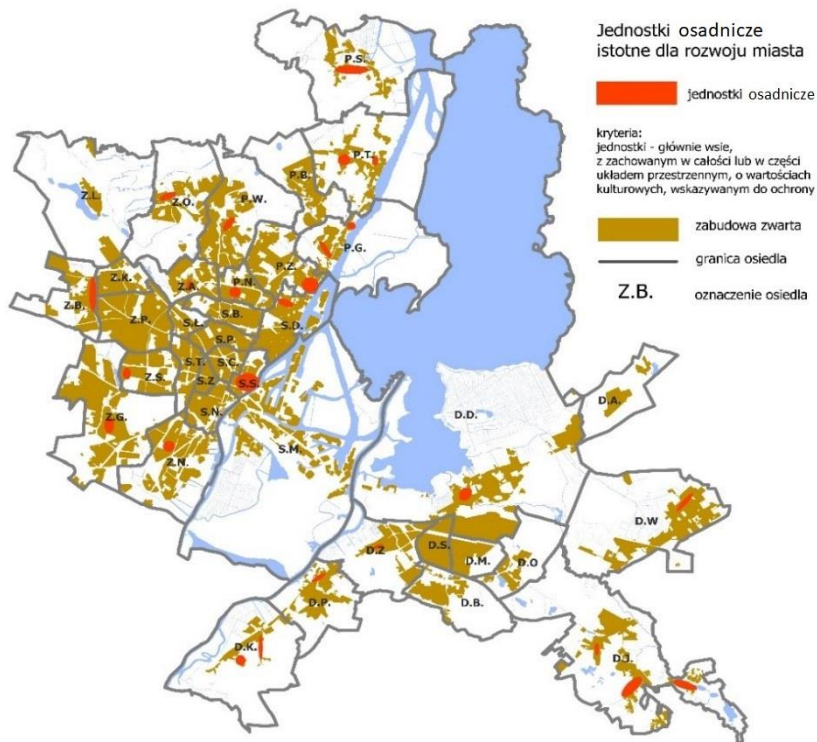 Jednostki osadnicze
istotne dla rozwoju miasta
jednostki osadnicze
kryteria:
jednostki - głównie wsie,
z zachowanym w całości lub w części
układem przestrzennym, o wartościach
kulturowych, wskazywanym do ochrony
zabudowa zwarta
granica osiedla
Z.B. oznaczenie osiedla
P.S.
P.T.
P.B.
Z.L.
Z.O.
P.W.
P.G.
P.Z.
Z.K.
Z.A.
P.N.
Z.B.
Z.P.
S.Ł.
S.B.
S.D.
S.P.
S.T.
S.C.
Z.S.
S.Z
S.S.
S.N.
Z.G.
Z.N.
S.M.
D.D.
D.A.
D.W
D.Z
D.S.
D.M.
D.O
D.P.
D.B.
D.K.
D.J.